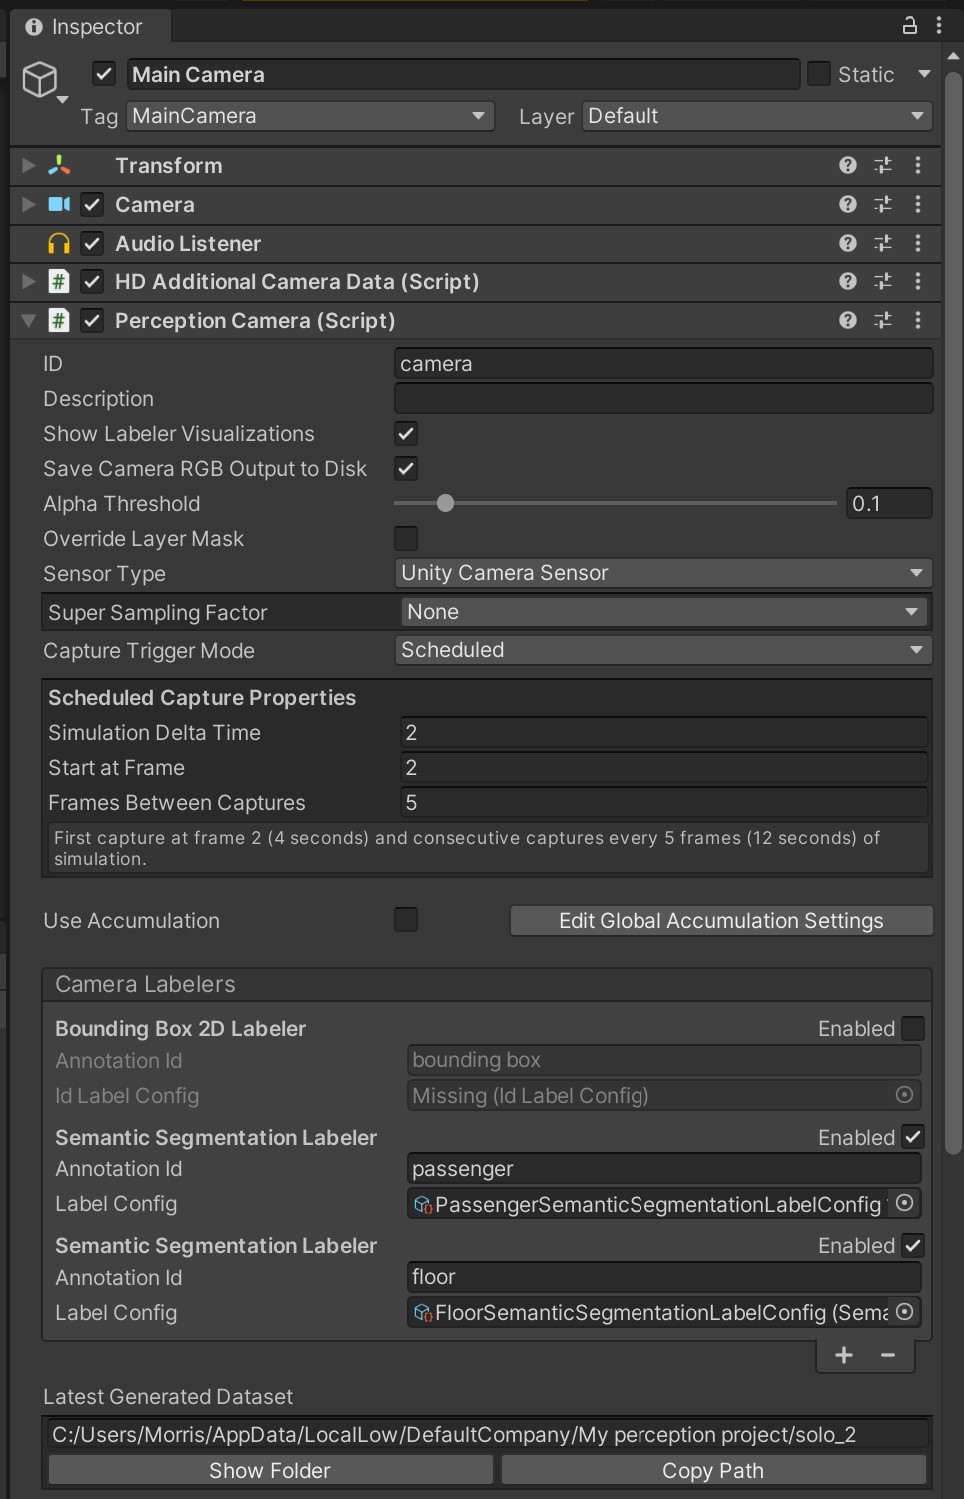 Inspector
Main Camera
Static
Tag MainCamera Layer Default
Transform
Camera
Audio Listener
# HD Additional Camera Data (Script)
# Perception Camera (Script)
ID camera
Description
Show Labeler Visualizations
Save Camera RGB Output to Disk
Alpha Threshold 0.1
Override Layer Mask
Sensor Type Unity Camera Sensor
Super Sampling Factor None
Capture Trigger Mode Scheduled
Scheduled Capture Properties
Simulation Delta Time 2
Start at Frame 2
Frames Between Captures 5
First capture at frame 2 (4 seconds) and consecutive captures every 5 frames (12 seconds) of
simulation.
Use Accumulation Edit Global Accumulation Settings
Camera Labelers
Bounding Box 2D Labeler Enabled
Annotation Id bounding box
Id Label Config Missing (Id Label Config)
Semantic Segmentation Labeler Enabled
Annotation Id passenger
Label Config PassengerSemanticSegmentationLabelConfig
Semantic Segmentation Labeler Enabled
Annotation Id floor
Label Config FloorSemanticSegmentationLabelConfig (Sema
Latest Generated Dataset
C:/Users/Morris/AppData/LocalLow/DefaultCompany/My perception project/solo_2
Show Folder Copy Path